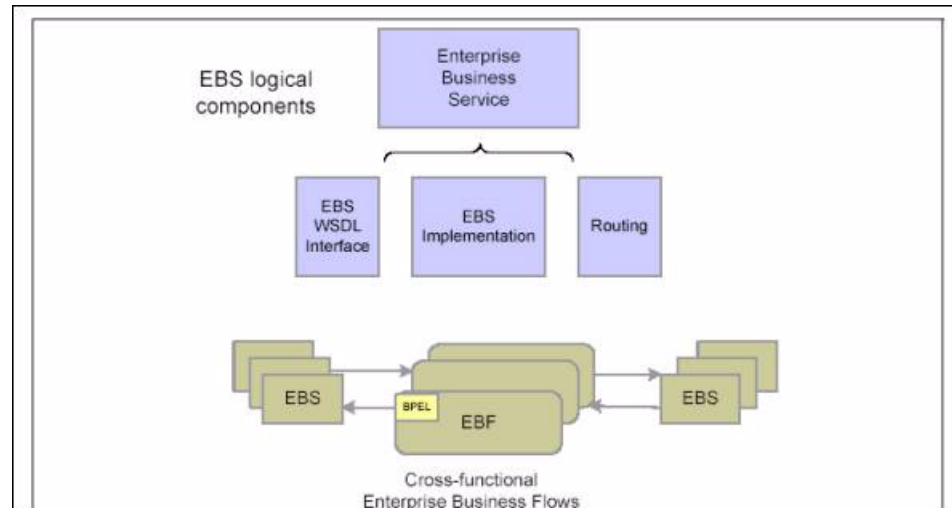 EBS logical
components
Enterprise
Business
Service
EBS
WSDL
Interface
EBS
Implementation
Routing
EBS
BPEL
EBF
EBS
Cross-functional
Enterprise Business Flows